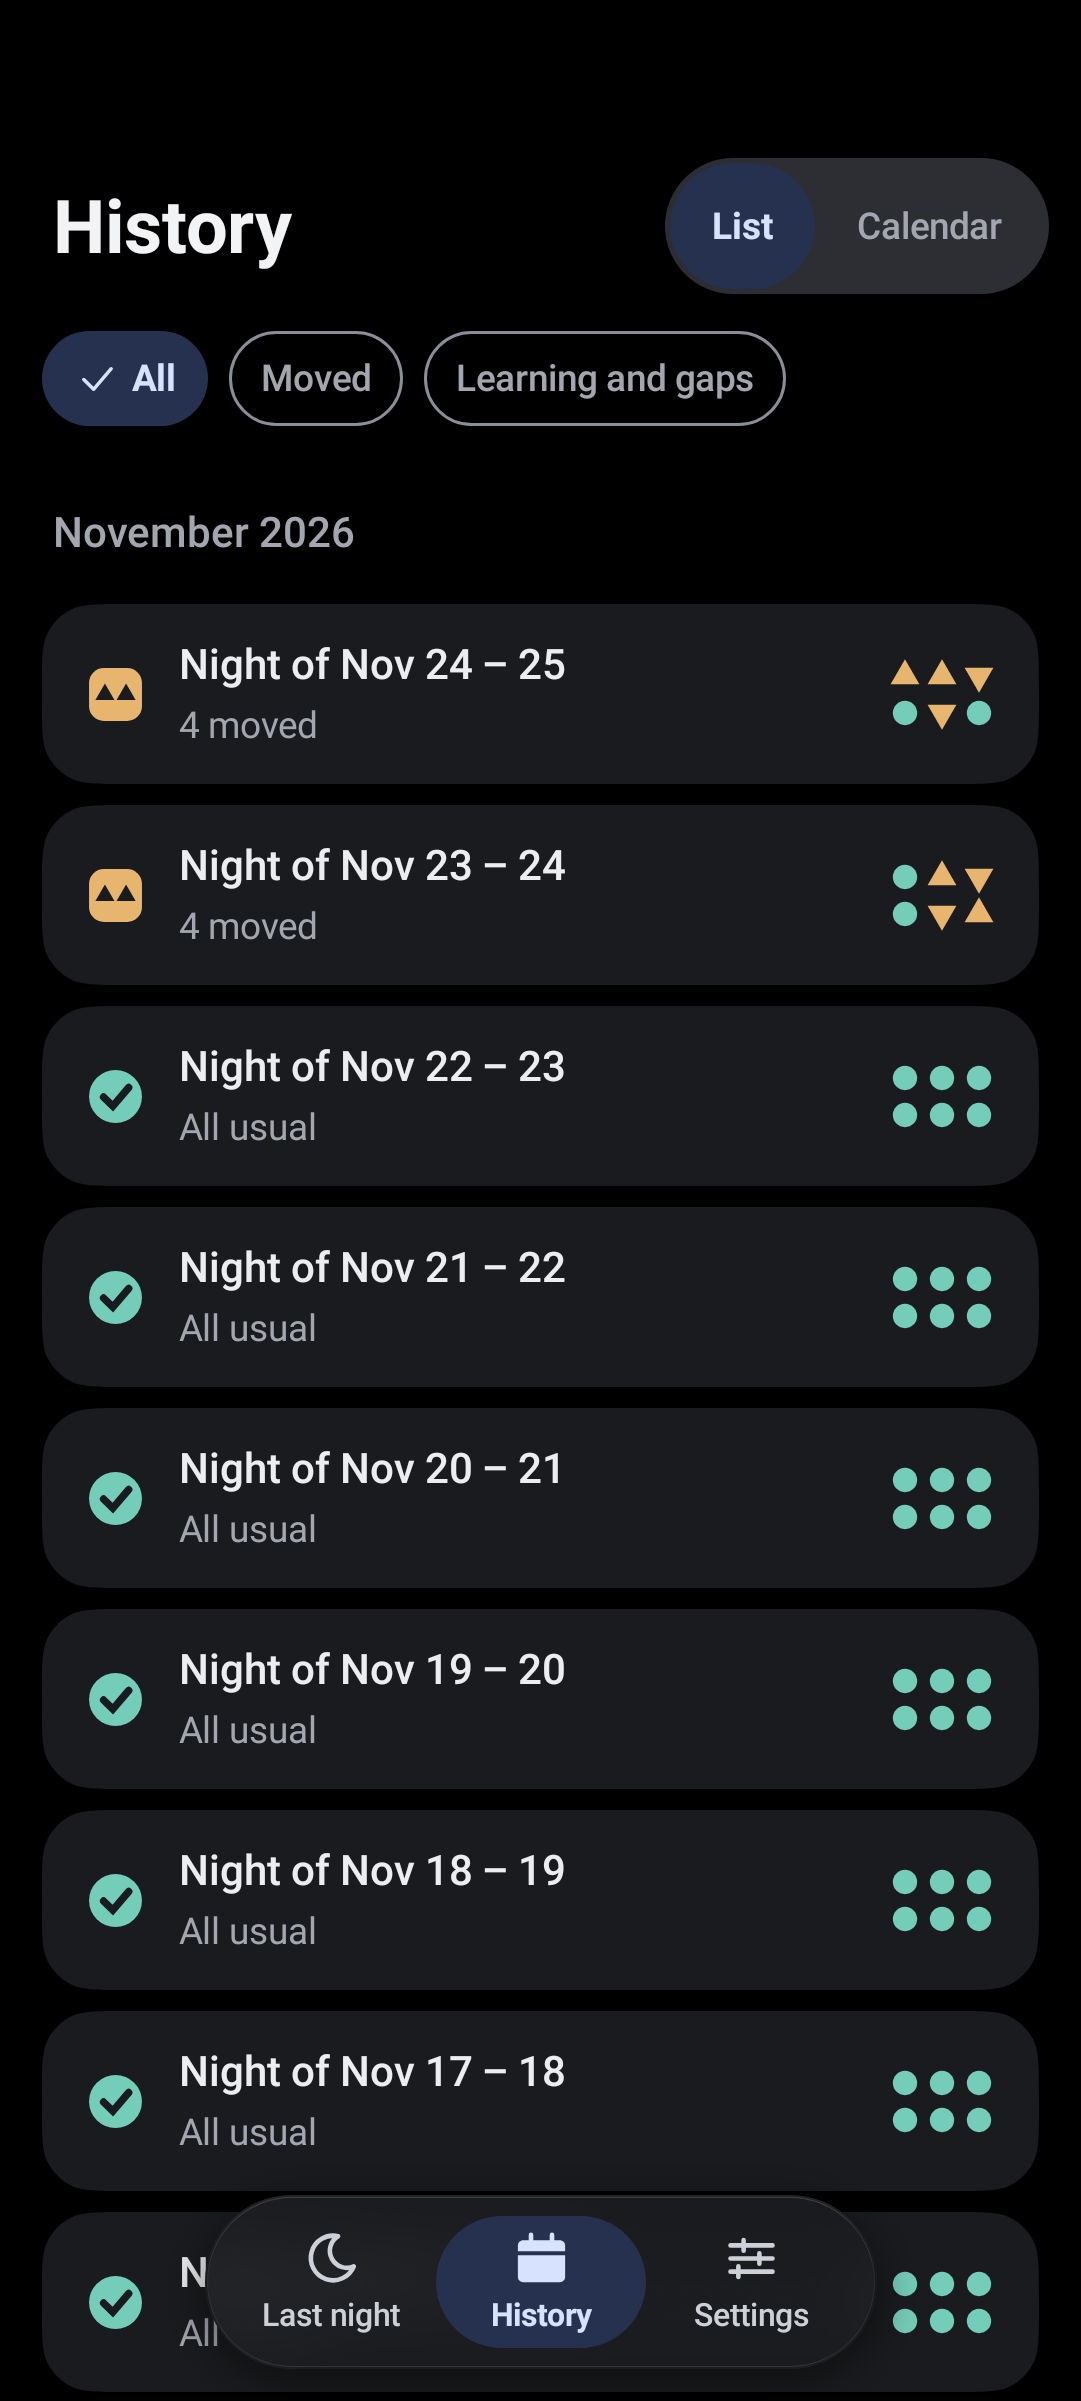 History
List
Calendar
All
Moved
Learning and gaps
November 2026
Night of Nov 24 – 25
4 moved
Night of Nov 23 – 24
4 moved
Night of Nov 22 – 23
All usual
Night of Nov 21 – 22
All usual
Night of Nov 20 – 21
All usual
Night of Nov 19 – 20
All usual
Night of Nov 18 – 19
All usual
Night of Nov 17 – 18
All usual
All
Last night
History
Settings